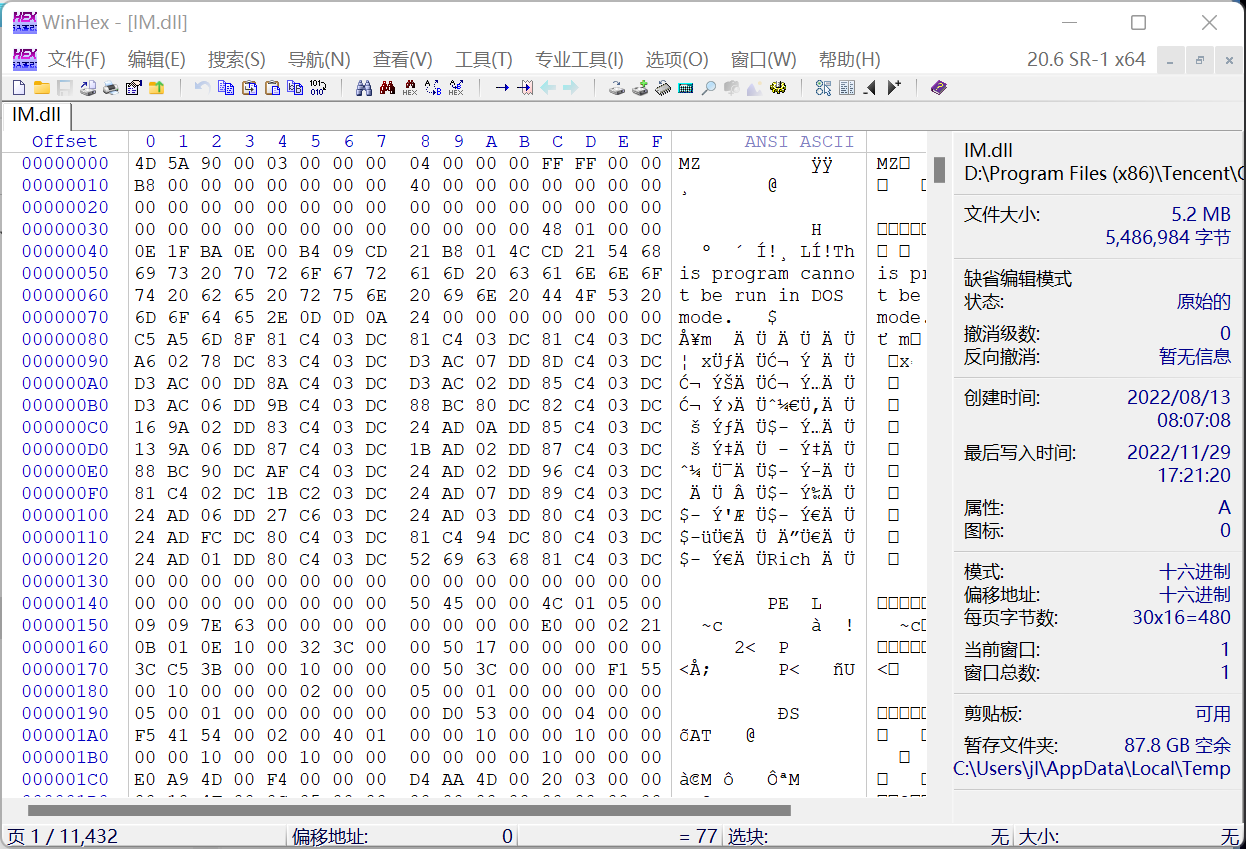 WinHex - [IM.dll]
文件(F) 编辑(E) 搜索(S) 导航(N) 查看(V) 工具(T) 专业工具(I) 选项(O) 窗口(W) 帮助(H) 20.6 SR-1 x64
IM.dll
Offset 0 1 2 3 4 5 6 7 8 9 A B C D E F ANSI ASCII
00000000 4D 5A 90 00 03 00 00 00 04 00 00 00 FF FF 00 00 MZ ÿÿ
00000010 B8 00 00 00 00 00 00 00 40 00 00 00 00 00 00 00 ¸ @
00000020 00 00 00 00 00 00 00 00 00 00 00 00 00 00 00 00
00000030 00 00 00 00 00 00 00 00 00 00 00 00 48 01 00 00 H
00000040 0E 1F BA 0E 00 B4 09 CD 21 B8 01 4C CD 21 54 68 º ´ Í!¸ LÍ!Th
00000050 69 73 20 70 72 6F 67 72 61 6D 20 63 61 6E 6E 6F is program canno
00000060 74 20 62 65 20 72 75 6E 20 69 6E 20 44 4F 53 20 t be run in DOS
00000070 6D 6F 64 65 2E 0D 0D 0A 24 00 00 00 00 00 00 00 mode. $
00000080 C5 A5 6D 8F 81 C4 03 DC 81 C4 03 DC 81 C4 03 DC Å¥m Ä Ü Ä Ü Ä Ü
00000090 A6 02 78 DC 83 C4 03 DC D3 AC 07 DD 8D C4 03 DC
000000A0 D3 AC 00 DD 8A C4 03 DC D3 AC 02 DD 85 C4 03 DC
000000B0 D3 AC 06 DD 9B C4 03 DC 88 BC 80 DC 82 C4 03 DC
000000C0 16 9A 02 DD 83 C4 03 DC 24 AD 0A DD 85 C4 03 DC
000000D0 13 9A 06 DD 87 C4 03 DC 1B AD 02 DD 87 C4 03 DC
000000E0 88 BC 90 DC AF C4 03 DC 24 AD 02 DD 96 C4 03 DC
000000F0 81 C4 02 DC 1B C2 03 DC 24 AD 07 DD 89 C4 03 DC
00000100 24 AD 06 DD 27 C6 03 DC 24 AD 03 DD 80 C4 03 DC
00000110 24 AD FC DC 80 C4 03 DC 81 C4 94 DC 80 C4 03 DC
00000120 24 AD 01 DD 80 C4 03 DC 52 69 63 68 81 C4 03 DC $- Ý€Ä ÜRich Ä Ü
00000130 00 00 00 00 00 00 00 00 00 00 00 00 00 00 00 00
00000140 00 00 00 00 00 00 00 00 50 45 00 00 4C 01 05 00 PE L
00000150 09 09 7E 63 00 00 00 00 00 00 00 00 E0 00 02 21 ~c à !
00000160 0B 01 0E 10 00 32 3C 00 00 50 17 00 00 00 00 00 2< P
00000170 3C C5 3B 00 00 10 00 00 00 50 3C 00 00 00 F1 55 <Å; P< ñU
00000180 00 10 00 00 00 02 00 00 05 00 01 00 00 00 00 00
00000190 05 00 01 00 00 00 00 00 00 D0 53 00 00 04 00 00 ÐS
000001A0 F5 41 54 00 02 00 40 01 00 00 10 00 00 10 00 00 õAT @
000001B0 00 00 10 00 00 10 00 00 00 00 00 00 10 00 00 00
000001C0 E0 A9 4D 00 F4 00 00 00 D4 AA 4D 00 20 03 00 00 à©M ô ÔªM
IM.dll
D:\Program Files (x86)\Tencent\
文件大小: 5.2 MB
5,486,984 字节
缺省编辑模式
状态: 原始的
撤消级数: 0
反向撤消: 暂无信息
创建时间: 2022/08/13
08:07:08
最后写入时间: 2022/11/29
17:21:20
属性: A
图标: 0
模式: 十六进制
偏移地址: 十六进制
每页字节数: 30x16=480
当前窗口: 1
窗口总数: 1
剪贴板: 可用
暂存文件夹: 87.8 GB 空余
C:\Users\jl\AppData\Local\Temp
页 1 / 11,432 偏移地址: 0 = 77 选块: 无 大小: 无